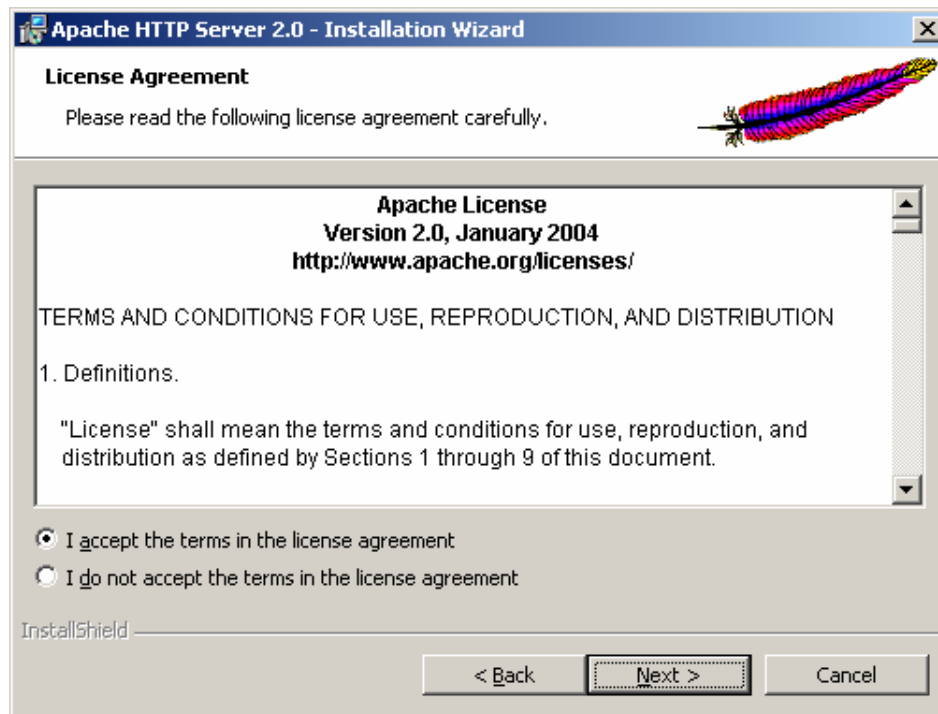 Apache HTTP Server 2.0 - Installation Wizard
License Agreement
Please read the following license agreement carefully.
Apache License
Version 2.0, January 2004
http://www.apache.org/licenses/
TERMS AND CONDITIONS FOR USE, REPRODUCTION, AND DISTRIBUTION
1. Definitions.
"License" shall mean the terms and conditions for use, reproduction, and
distribution as defined by Sections 1 through 9 of this document.
I accept the terms in the license agreement
I do not accept the terms in the license agreement
InstallShield
< Back Next > Cancel